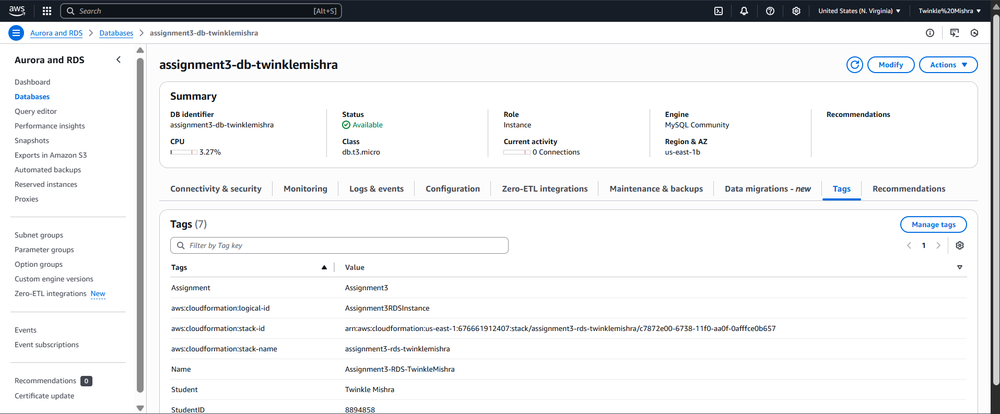 aws Search [Alt+S] United States (N. Virginia) Twinkle%20Mishra
Aurora and RDS Databases assignment3-db-twinklemishra
Aurora and RDS
Dashboard
Databases
Query editor
Performance insights
Snapshots
Exports in Amazon S3
Automated backups
Reserved instances
Proxies
Subnet groups
Parameter groups
Option groups
Custom engine versions
Zero-ETL integrations New
Events
Event subscriptions
Recommendations 0
Certificate update
assignment3-db-twinklemishra
Modify
Actions
Summary
DB identifier
assignment3-db-twinklemishra
CPU
3.27%
Status
Available
Class
db.t3.micro
Role
Instance
Current activity
0 Connections
Engine
MySQL Community
Region & AZ
us-east-1b
Recommendations
Connectivity & security Monitoring Logs & events Configuration Zero-ETL integrations Maintenance & backups Data migrations - new Tags Recommendations
Tags (7)
Manage tags
Filter by Tag key
1
Tags Value
Assignment Assignment3
aws:cloudformation:logical-id Assignment3RDSInstance
aws:cloudformation:stack-id arn:aws:cloudformation:us-east-1:676661912407:stack/assignment3-rds-twinklemishra/c7872e00-6738-11f0-aa0f-0afffce0b657
aws:cloudformation:stack-name assignment3-rds-twinklemishra
Name Assignment3-RDS-TwinkleMishra
Student Twinkle Mishra
StudentID 8894858